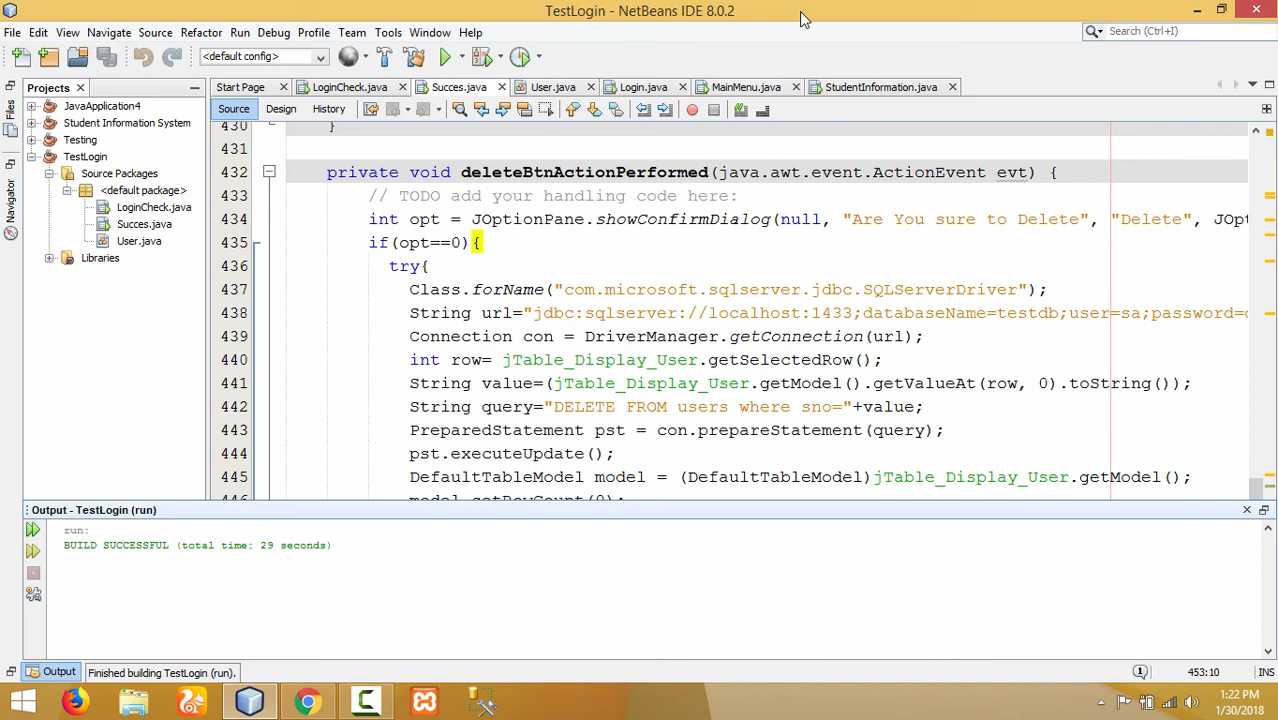 TestLogin - NetBeans IDE 8.0.2
File Edit View Navigate Source Refactor Run Debug Profile Team Tools Window Help
Search (Ctrl+I)
<default config>
Projects
Start Page LoginCheck.java Succes.java User.java Login.java MainMenu.java StudentInformation.java
Source Design History
Files
Navigator
JavaApplication4
Student Information System
Testing
TestLogin
Source Packages
<default package>
LoginCheck.java
Succes.java
User.java
Libraries
430 }
431
432 private void deleteBtnActionPerformed(java.awt.event.ActionEvent evt) {
433 // TODO add your handling code here:
434 int opt = JOptionPane.showConfirmDialog(null, "Are You sure to Delete", "Delete", JOpt
435 if(opt==0){
436 try{
437 Class.forName("com.microsoft.sqlserver.jdbc.SQLServerDriver");
438 String url="jdbc:sqlserver://localhost:1433;databaseName=testdb;user=sa;password=
439 Connection con = DriverManager.getConnection(url);
440 int row= jTable_Display_User.getSelectedRow();
441 String value=(jTable_Display_User.getModel().getValueAt(row, 0).toString());
442 String query="DELETE FROM users where sno="+value;
443 PreparedStatement pst = con.prepareStatement(query);
444 pst.executeUpdate();
445 DefaultTableModel model = (DefaultTableModel)jTable_Display_User.getModel();
Output - TestLogin (run)
run:
BUILD SUCCESSFUL (total time: 29 seconds)
Output
Finished building TestLogin (run).
1
453:10
INS
1:22 PM
1/30/2018